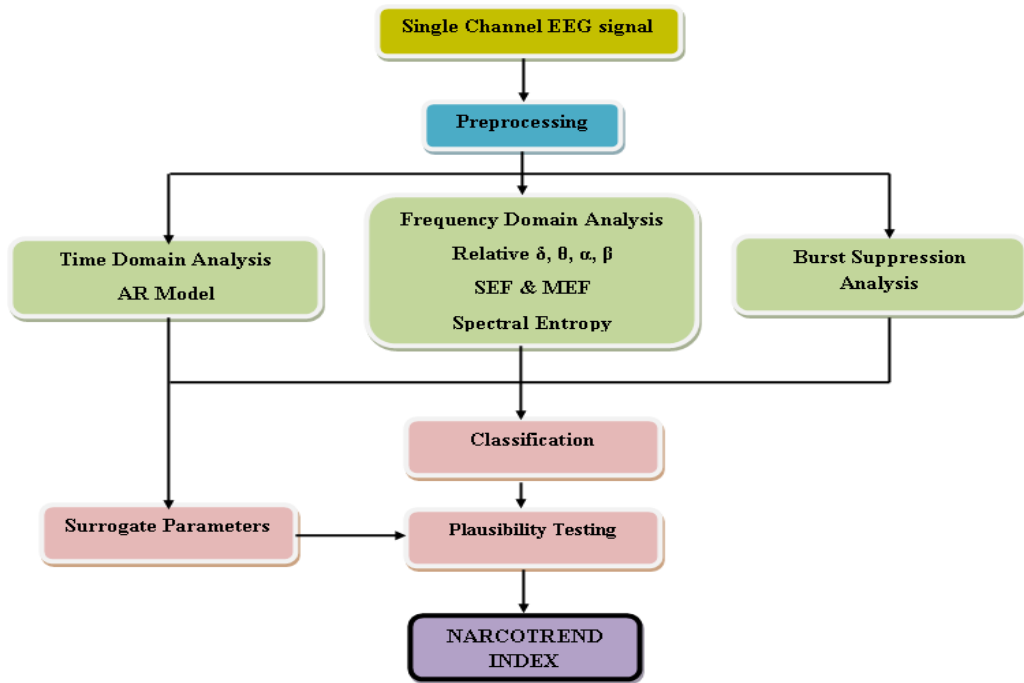 Single Channel EEG signal
Preprocessing
Time Domain Analysis
AR Model
Frequency Domain Analysis
Relative δ, θ, α, β
SEF & MEF
Spectral Entropy
Burst Suppression
Analysis
Classification
Surrogate Parameters
Plausibility Testing
NARCOTREND
INDEX